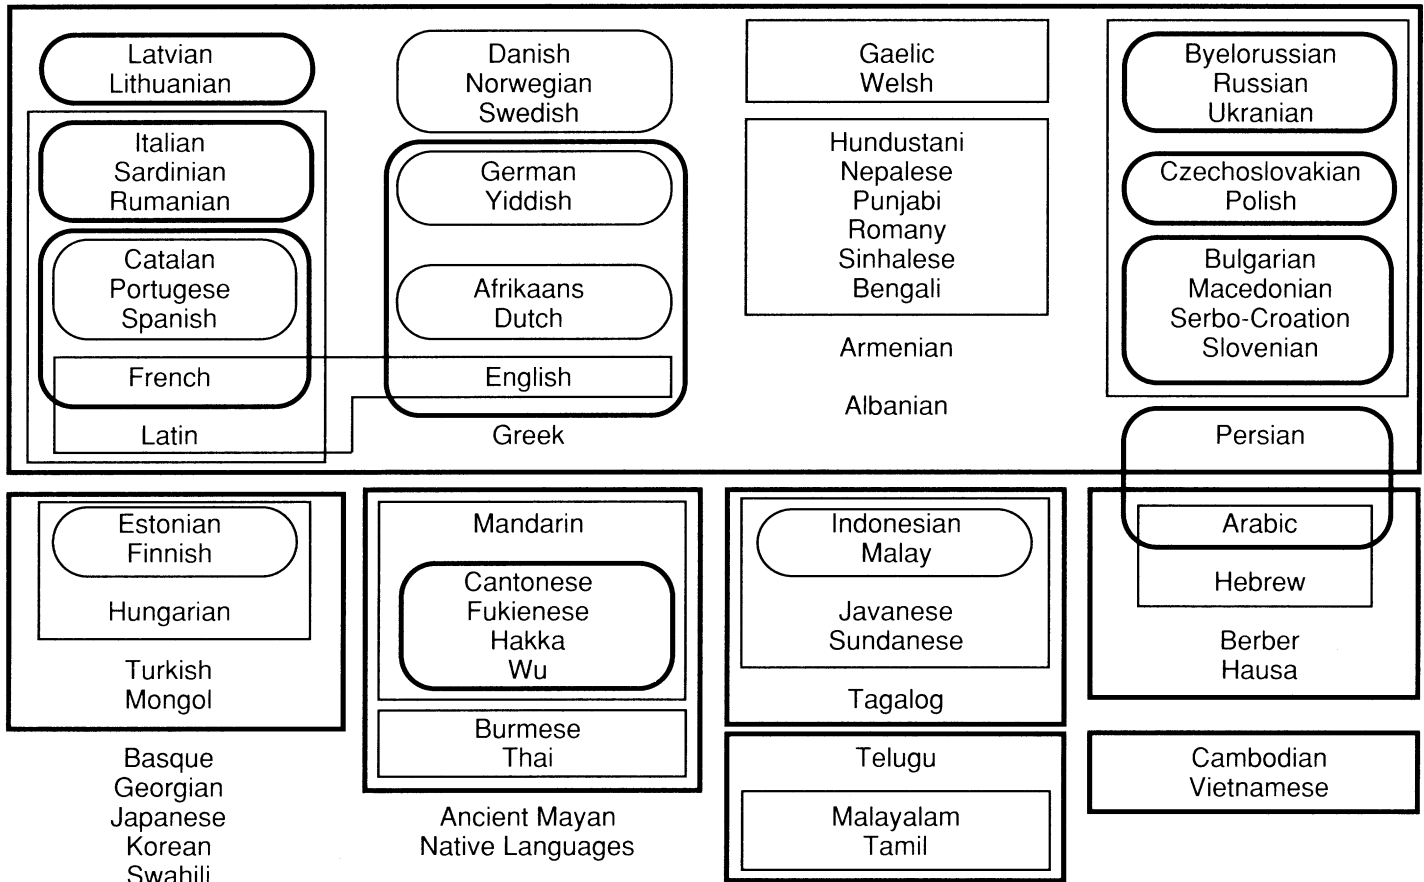 Latvian
Lithuanian
Italian
Sardinian
Rumanian
Catalan
Portugese
Spanish
French
Latin
Danish
Norwegian
Swedish
German
Yiddish
Afrikaans
Dutch
English
Greek
Gaelic
Welsh
Hundustani
Nepalese
Punjabi
Romany
Sinhalese
Bengali
Armenian
Albanian
Byelorussian
Russian
Ukranian
Czechoslovakian
Polish
Bulgarian
Macedonian
Serbo-Croation
Slovenian
Persian
Estonian
Finnish
Hungarian
Turkish
Mongol
Basque
Georgian
Japanese
Korean
Swahili
Mandarin
Cantonese
Fukienese
Hakka
Wu
Burmese
Thai
Ancient Mayan
Native Languages
Indonesian
Malay
Javanese
Sundanese
Tagalog
Telugu
Malayalam
Tamil
Arabic
Hebrew
Berber
Hausa
Cambodian
Vietnamese